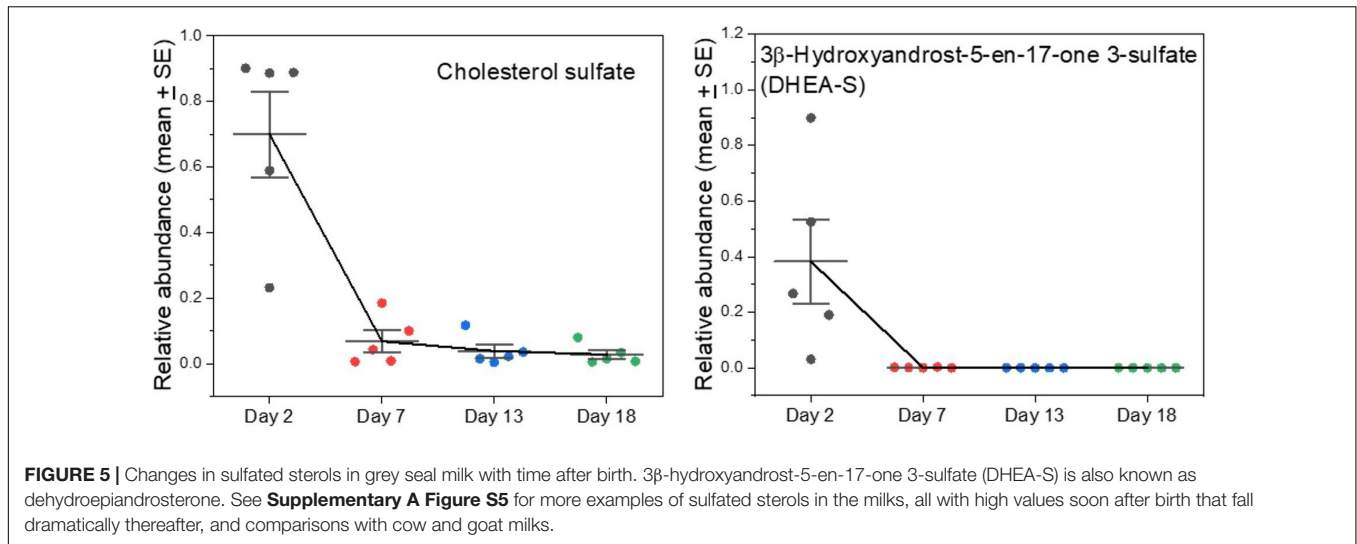 Relative abundance (mean ± SE)
1.0
0.8
0.6
0.4
0.2
0.0
Cholesterol sulfate
Day 2 Day 7 Day 13 Day 18
Relative abundance (mean ± SE)
1.2
1.0
0.8
0.6
0.4
0.2
0.0
3β-Hydroxyandrost-5-en-17-one 3-sulfate
(DHEA-S)
Day 2 Day 7 Day 13 Day 18
FIGURE 5 | Changes in sulfated sterols in grey seal milk with time after birth. 3β-hydroxyandrost-5-en-17-one 3-sulfate (DHEA-S) is also known as
dehydroepiandrosterone. See Supplementary A Figure S5 for more examples of sulfated sterols in the milks, all with high values soon after birth that fall
dramatically thereafter, and comparisons with cow and goat milks.